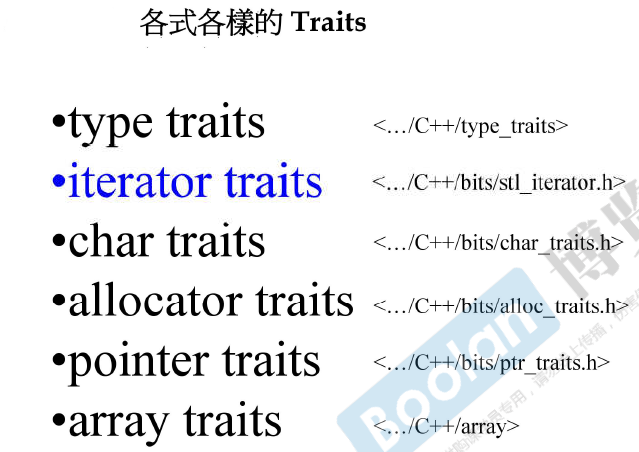 各式各樣的 Traits
•type traits <…/C++/type_traits>
•iterator traits <…/C++/bits/stl_iterator.h>
•char traits <…/C++/bits/char_traits.h>
•allocator traits <…/C++/bits/alloc_traits.h>
•pointer traits <…/C++/bits/ptr_traits.h>
•array traits <…/C++/array>
Boolan
博览